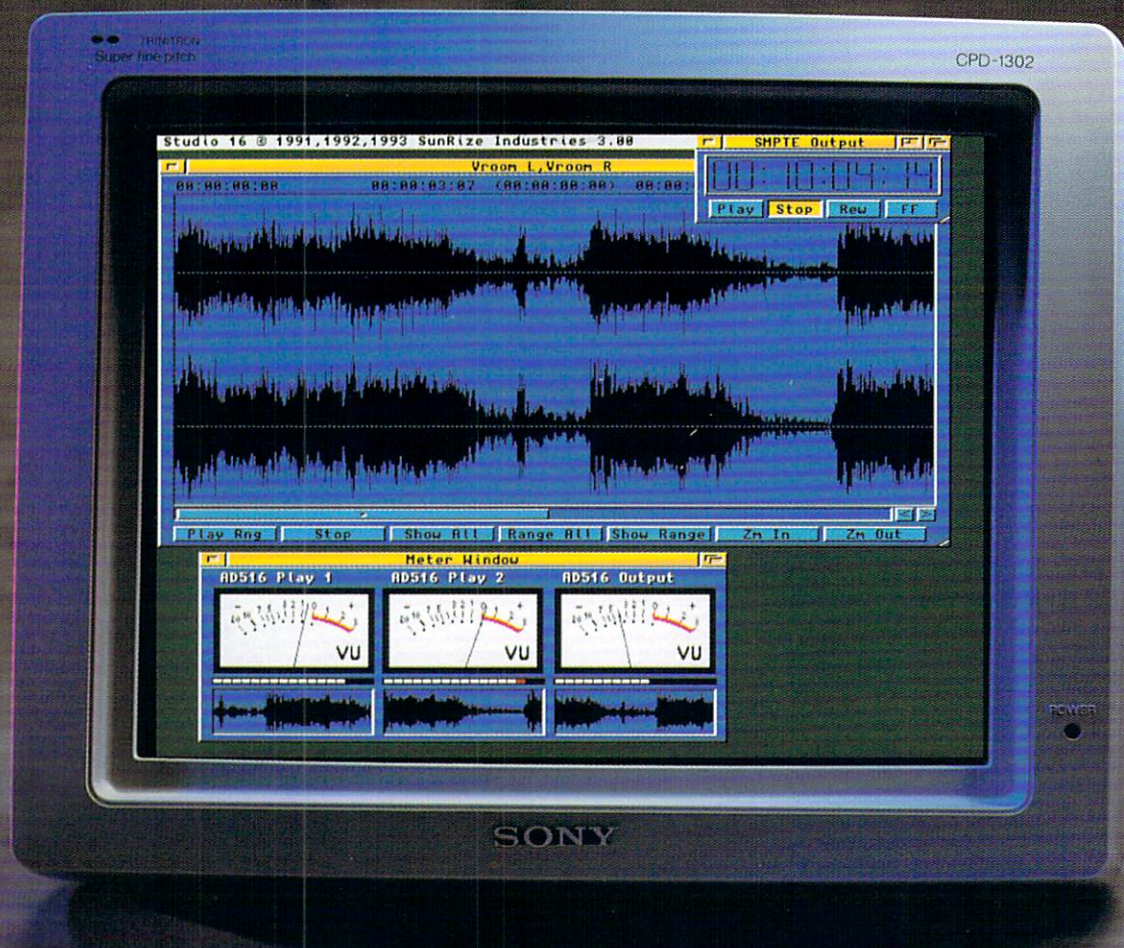 TRINITRON
Super fine pitch
CPD-1302
Studio 16 © 1991,1992,1993 SunRize Industries 3.00
SMPTE Output
Vroom L,Vroom R
00:00:00:00 00:00:03:07 (00:00:00:00) 00:00:
00:10:04:14
Play Stop Rew FF
Play Rng Stop Show All Range All Show Range Zm In Zm Out
Meter Window
AD516 Play 1 AD516 Play 2 AD516 Output
VU VU VU
POWER
SONY